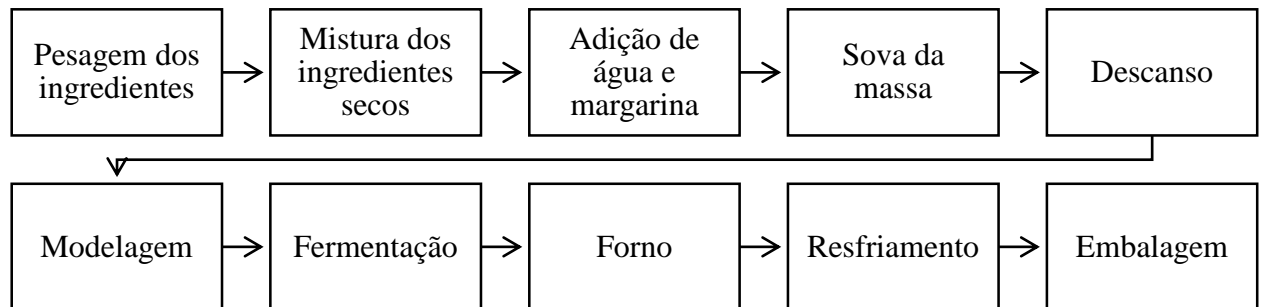 Pesagem dos
ingredientes
Mistura dos
ingredientes
secos
Adição de
água e
margarina
Sova da
massa
Descanso
Modelagem
Fermentação
Forno
Resfriamento
Embalagem